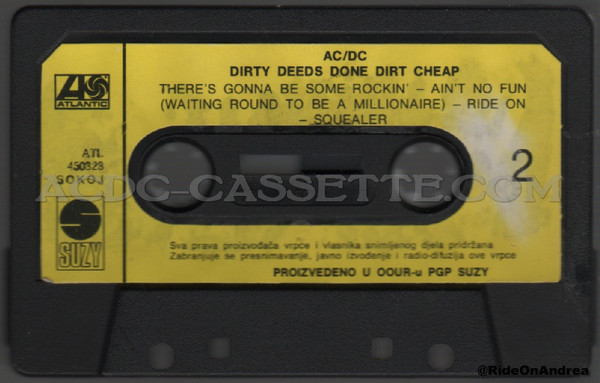 AC/DC
DIRTY DEEDS DONE DIRT CHEAP
THERE'S GONNA BE SOME ROCKIN' – AIN'T NO FUN
(WAITING ROUND TO BE A MILLIONAIRE) – RIDE ON
– SQUEALER
ATLANTIC
ATL
450323
SOKOJ
2
ACDC-CASSETTE.COM
SUZY
Sva prava proizvođača vrpce i vlasnika snimljenog djela pridržana
Zabranjuje se presnimavanje, javno izvođenje i radio-difuzija ove vrpce
PROIZVEDENO U OOUR-u PGP SUZY
@RideOnAndrea